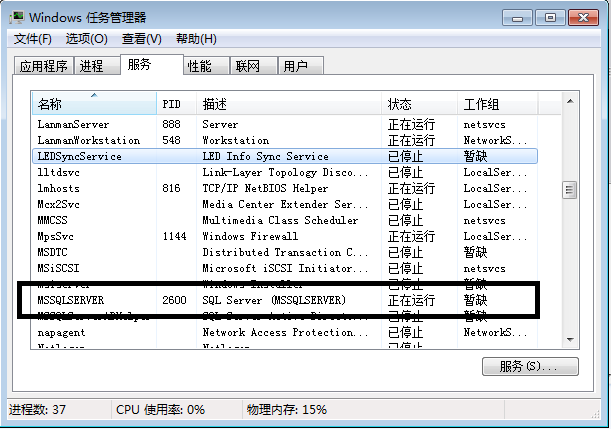 Windows 任务管理器
文件(F) 选项(O) 查看(V) 帮助(H)
应用程序 进程 服务 性能 联网 用户
名称 PID 描述 状态 工作组
LanmanServer 888 Server 正在运行 netsvcs
LanmanWorkstation 548 Workstation 正在运行 NetworkS...
LEDSyncService LED Info Sync Service 已停止 暂缺
lltdsvc Link-Layer Topology Disco... 已停止 LocalSer...
lmhosts 816 TCP/IP NetBIOS Helper 正在运行 LocalSer...
Mcx2Svc Media Center Extender Ser... 已停止 LocalSer...
MMCSS Multimedia Class Scheduler 已停止 netsvcs
MpsSvc 1144 Windows Firewall 正在运行 LocalSer...
MSDTC Distributed Transaction C... 已停止 暂缺
MSiSCSI Microsoft iSCSI Initiator... 已停止 netsvcs
msiserver Windows Installer 已停止 暂缺
MSSQLSERVER 2600 SQL Server (MSSQLSERVER) 正在运行 暂缺
MSSQLServerADHelper SQL Server Active Direc... 已停止 暂缺
napagent Network Access Protection... 已停止 NetworkS...
服务(S)...
进程数: 37 CPU 使用率: 0% 物理内存: 15%